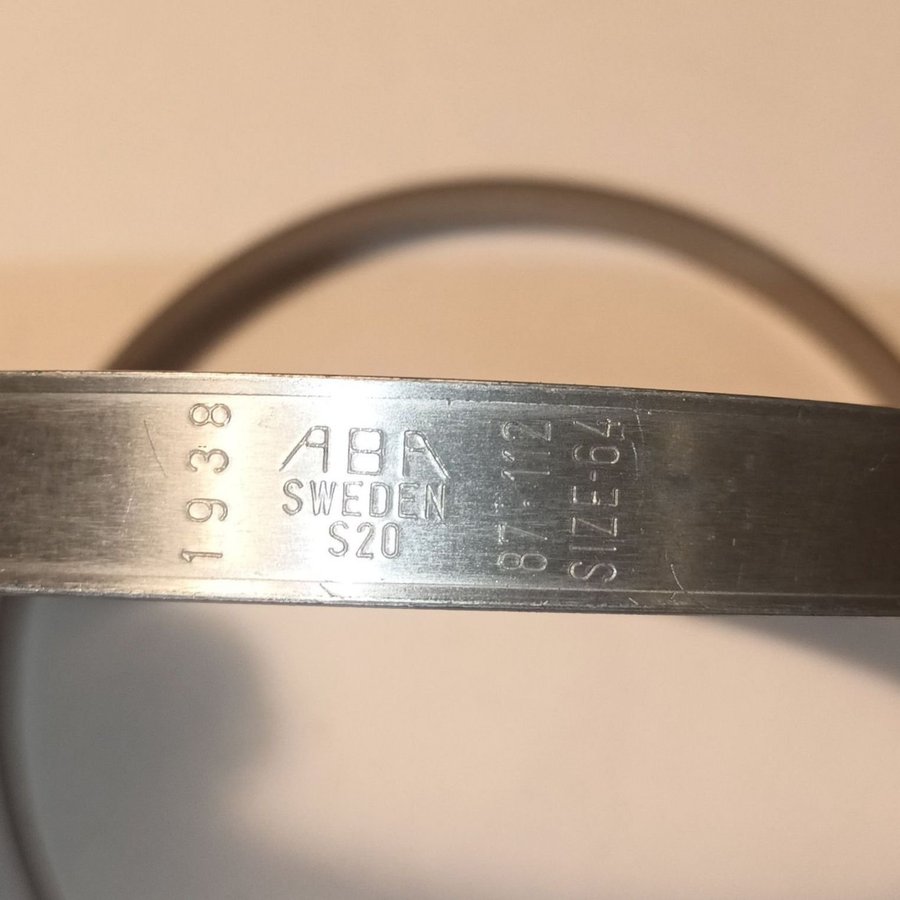 1938
ABA
SWEDEN
S20
87-112
SIZE-64